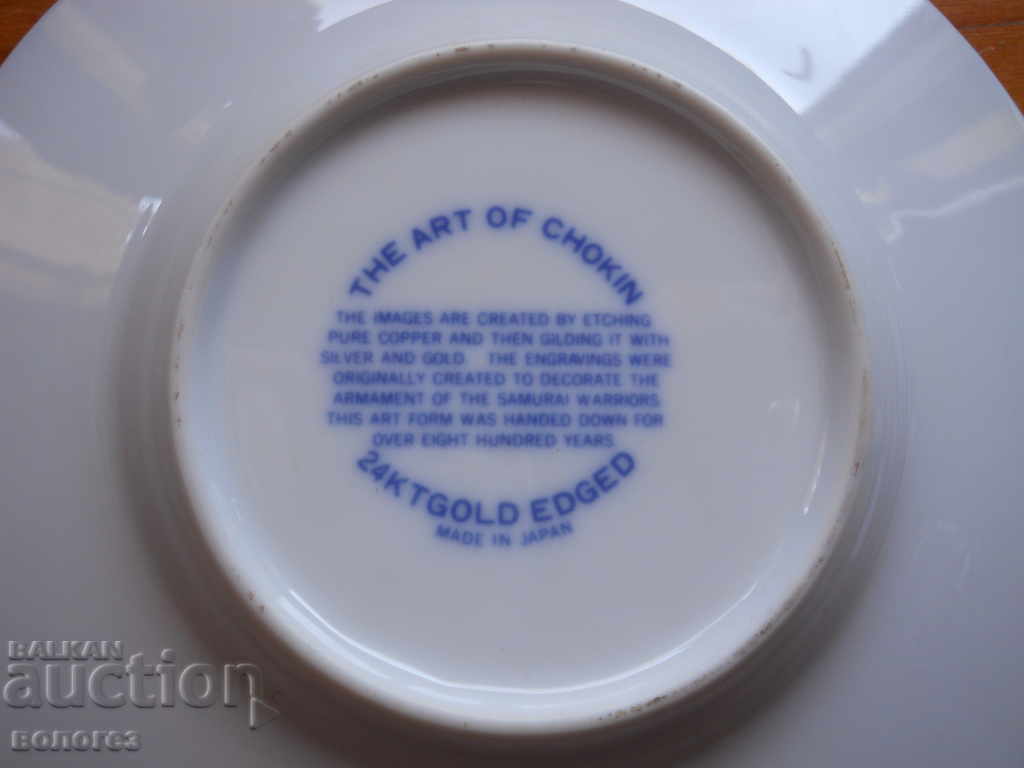 THE ART OF CHOKIN
THE IMAGES ARE CREATED BY ETCHING
PURE COPPER AND THEN GILDING IT WITH
SILVER AND GOLD. THE ENGRAVINGS WERE
ORIGINALLY CREATED TO DECORATE THE
ARMAMENT OF THE SAMURAI WARRIORS.
THIS ART FORM WAS HANDED DOWN FOR
OVER EIGHT HUNDRED YEARS.
24KTGOLD EDGED
MADE IN JAPAN
BALKAN
auction
волоrез